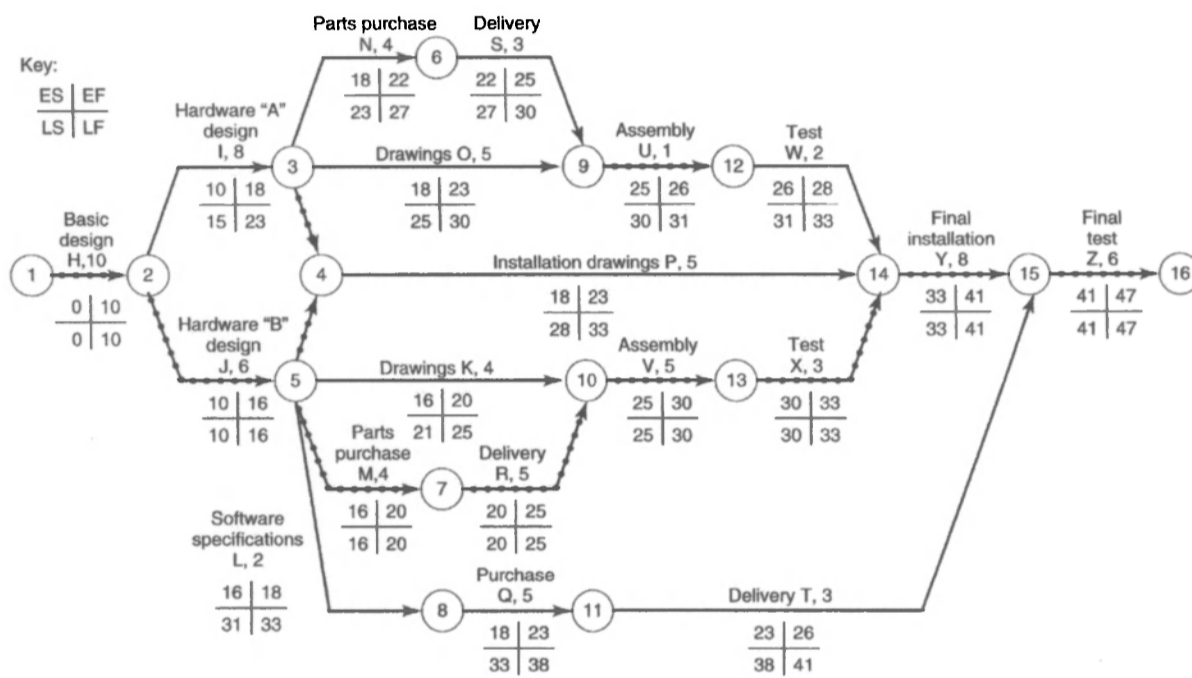 Parts purchase
N, 4
Delivery
S, 3
6
18 22
23 27
22 25
27 30
Key:
ES EF
LS LF
Hardware "A"
design
I, 8
3
10 18
15 23
Drawings O, 5
18 23
25 30
9
Assembly
U, 1
25 26
30 31
12
Test
W, 2
26 28
31 33
Basic
design
H,10
1
2
0 10
0 10
4
Installation drawings P, 5
18 23
28 33
14
Final
installation
Y, 8
33 41
33 41
15
Final
test
Z, 6
41 47
41 47
16
Hardware "B"
design
J, 6
5
10 16
10 16
Drawings K, 4
16 20
21 25
10
Assembly
V, 5
25 30
25 30
13
Test
X, 3
30 33
30 33
Parts
purchase
M,4
16 20
16 20
7
Delivery
R, 5
20 25
20 25
Software
specifications
L, 2
16 18
31 33
8
Purchase
Q, 5
18 23
33 38
11
Delivery T, 3
23 26
38 41